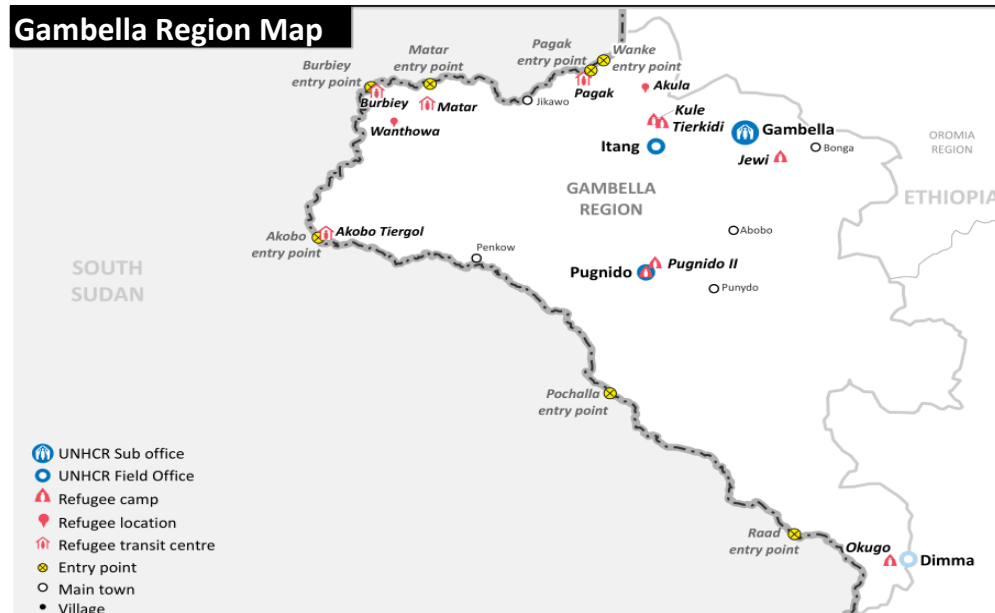 Gambella Region Map
Pagak
entry point
Wanke
entry point
Matar
entry point
Burbiey
entry point
Pagak
Akula
Burbiey
Matar
Jikawo
Wanthowa
Kule
Tierkidi
Gambella
Itang
Bonga
Jewi
OROMIA
REGION
GAMBELLA
REGION
ETHIOPIA
Akobo Tiergol
Akobo
entry point
Abobo
Penkow
SOUTH
SUDAN
Pugnido II
Pugnido
Punydo
Pochalla
entry point
Raad
entry point
Okugo
Dimma
UNHCR Sub office
UNHCR Field Office
Refugee camp
Refugee location
Refugee transit centre
Entry point
Main town
Village